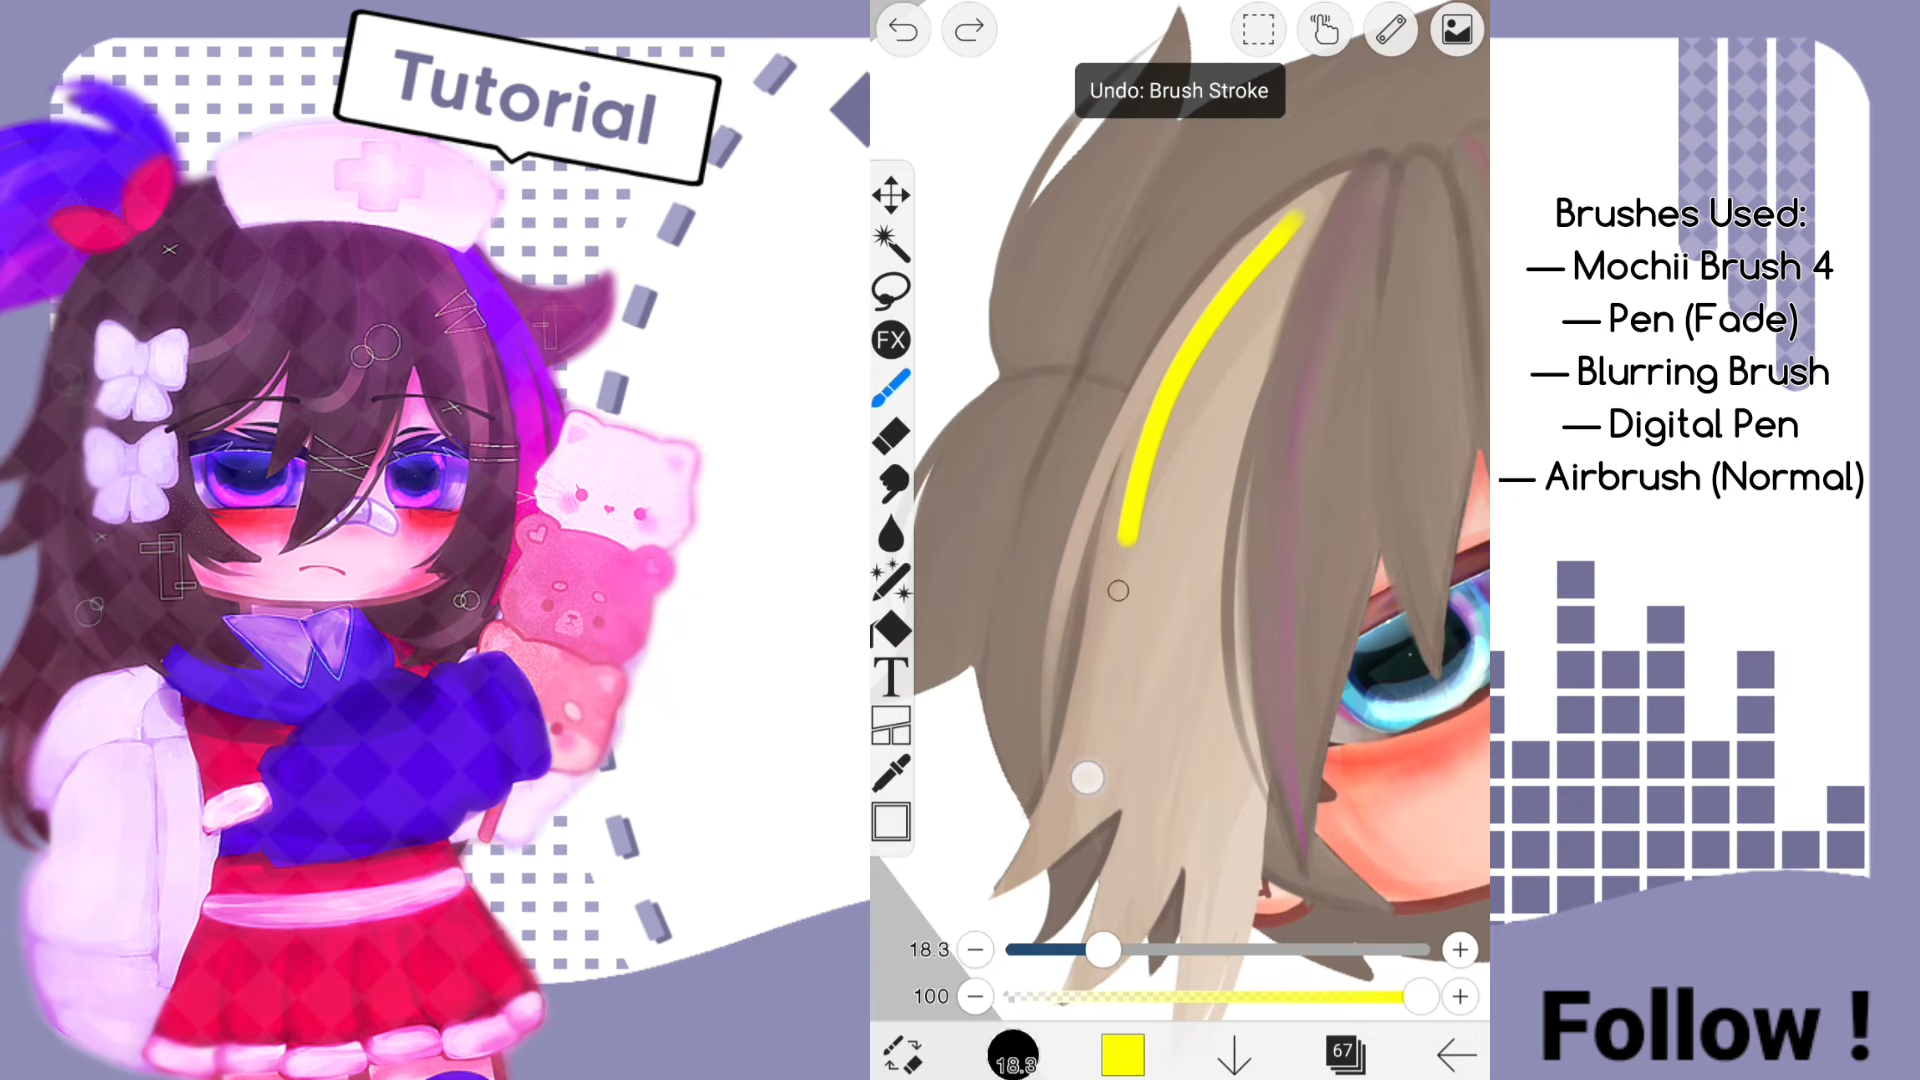 Tutorial
Undo: Brush Stroke
FX
T
18.3
100
18.3
67
Brushes Used:
— Mochii Brush 4
— Pen (Fade)
— Blurring Brush
— Digital Pen
— Airbrush (Normal)
Follow !